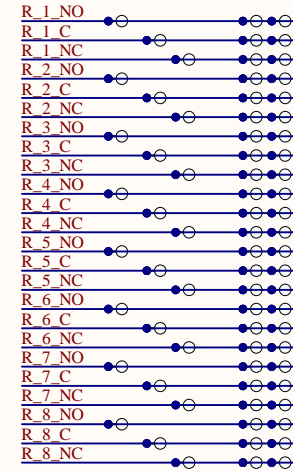 R_1_NO
R_1_C
R_1_NC
R_2_NO
R_2_C
R_2_NC
R_3_NO
R_3_C
R_3_NC
R_4_NO
R_4_C
R_4_NC
R_5_NO
R_5_C
R_5_NC
R_6_NO
R_6_C
R_6_NC
R_7_NO
R_7_C
R_7_NC
R_8_NO
R_8_C
R_8_NC